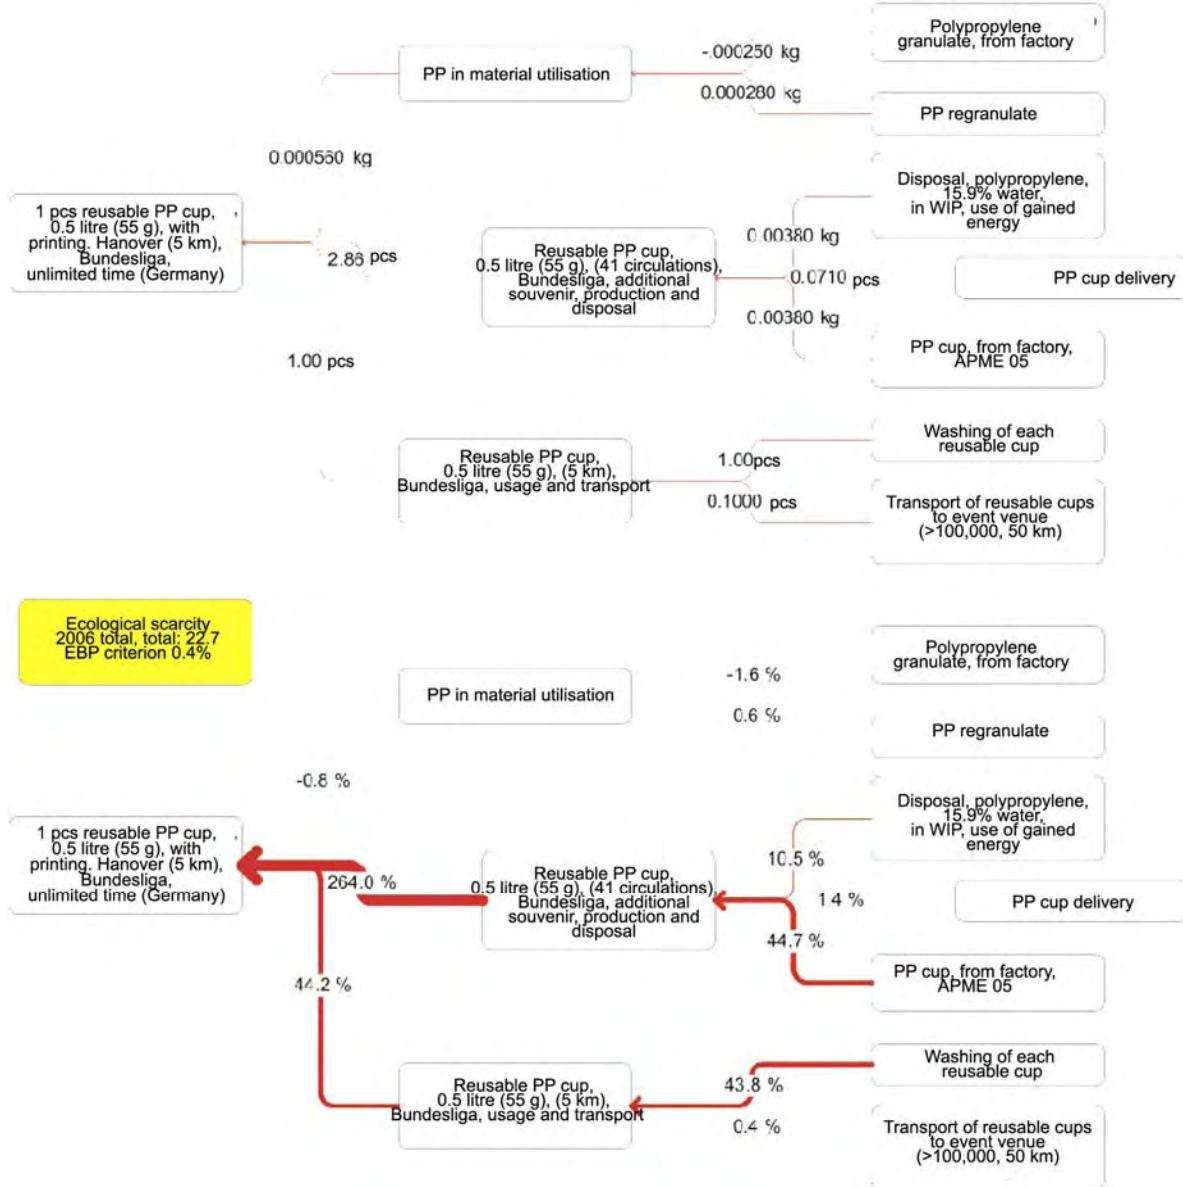 Polypropylene
granulate, from factory
-.000250 kg
PP in material utilisation
0.000280 kg
PP regranulate
0.000560 kg
Disposal, polypropylene,
15.9% water,
in WIP, use of gained
energy
1 pcs reusable PP cup,
0.5 litre (55 g), with
printing. Hanover (5 km),
Bundesliga,
unlimited time (Germany)
2.86 pcs
Reusable PP cup,
0.5 litre (55 g), (41 circulations),
Bundesliga, additional
souvenir, production and
disposal
0.00380 kg
0.0710 pcs
0.00380 kg
PP cup delivery
PP cup, from factory,
APME 05
1.00 pcs
Reusable PP cup,
0.5 litre (55 g), (5 km),
Bundesliga, usage and transport
1.00pcs
0.1000 pcs
Washing of each
reusable cup
Transport of reusable cups
to event venue
(>100,000, 50 km)
Ecological scarcity
2006 total, total: 22.7
EBP criterion 0.4%
Polypropylene
granulate, from factory
PP in material utilisation
-1.6 %
0.6 %
PP regranulate
-0.8 %
Disposal, polypropylene,
15.9% water,
in WIP, use of gained
energy
1 pcs reusable PP cup,
0.5 litre (55 g), with
printing. Hanover (5 km),
Bundesliga,
unlimited time (Germany)
264.0 %
Reusable PP cup,
0.5 litre (55 g), (41 circulations),
Bundesliga, additional
souvenir, production and
disposal
10.5 %
1.4 %
44.7 %
PP cup delivery
PP cup, from factory,
APME 05
44.2 %
Reusable PP cup,
0.5 litre (55 g), (5 km),
Bundesliga, usage and transport
43.8 %
0.4 %
Washing of each
reusable cup
Transport of reusable cups
to event venue
(>100,000, 50 km)